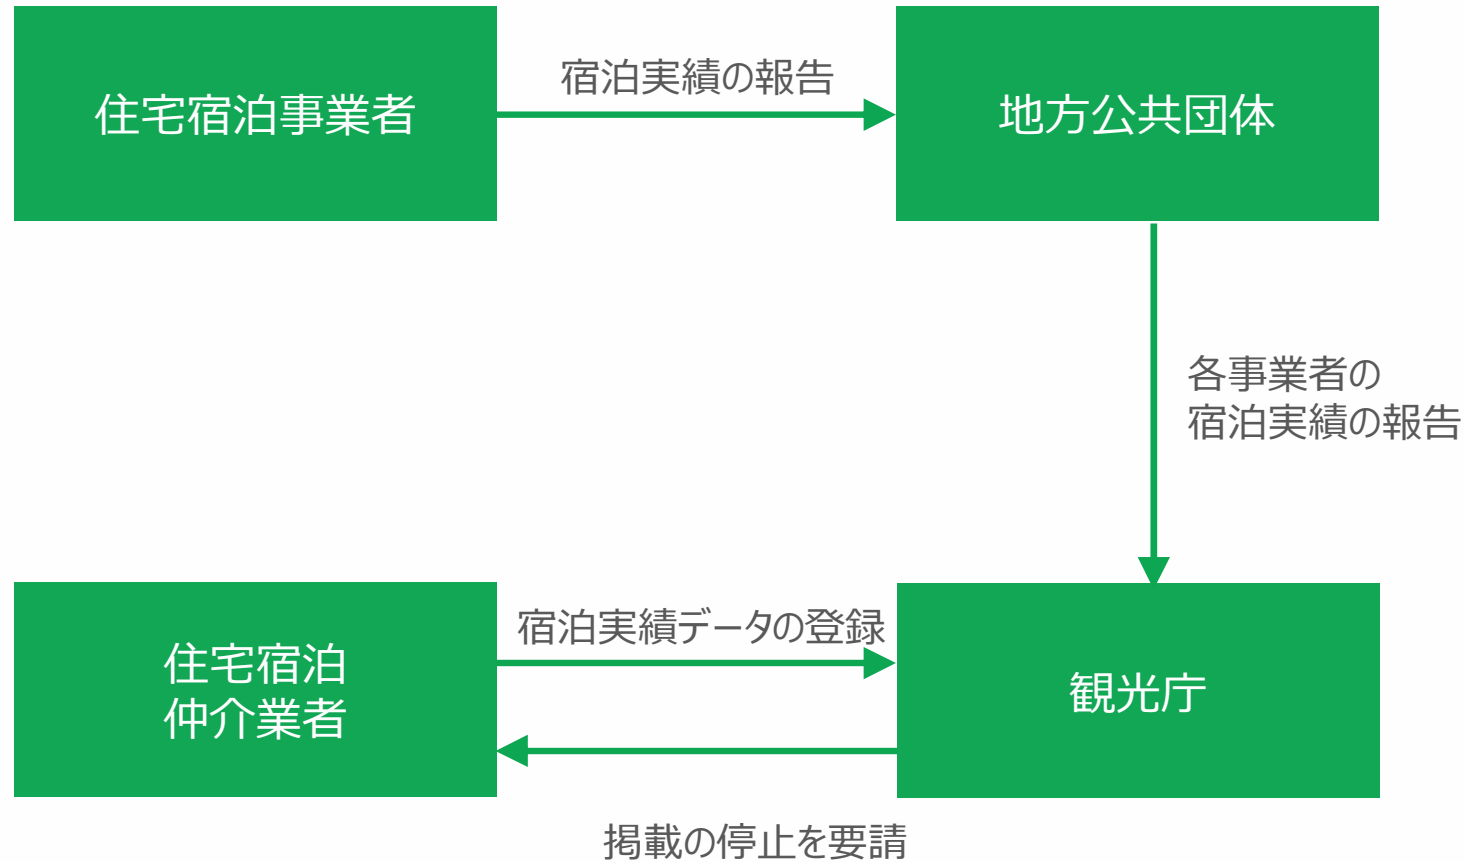 住宅宿泊事業者
宿泊実績の報告
地方公共団体
各事業者の
宿泊実績の報告
住宅宿泊
仲介業者
宿泊実績データの登録
観光庁
掲載の停止を要請